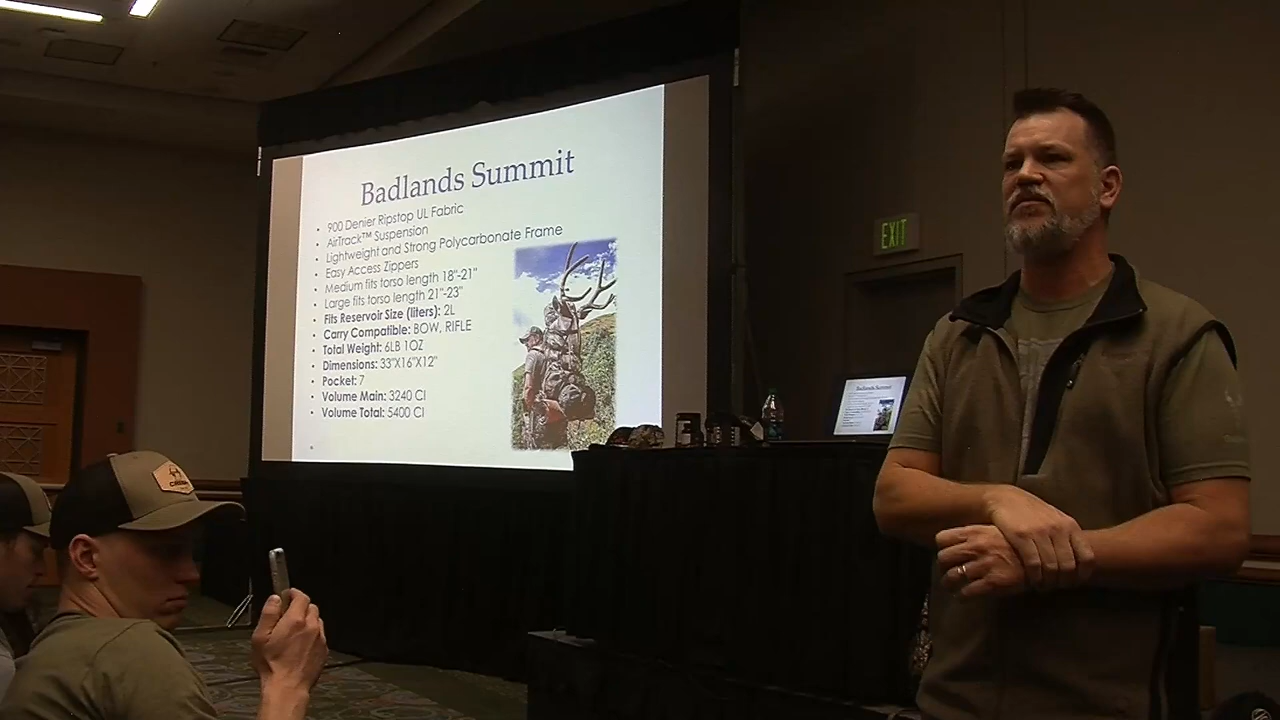 Badlands Summit
• 900 Denier Ripstop UL Fabric
• AirTrack™ Suspension
• Lightweight and Strong Polycarbonate Frame
• Easy Access Zippers
• Medium fits torso length 18"-21"
• Large fits torso length 21"-23"
• Fits Reservoir Size (liters): 2L
• Carry Compatible: BOW, RIFLE
• Total Weight: 6LB 1OZ
• Dimensions: 33"X16"X12"
• Pocket: 7
• Volume Main: 3240 CI
• Volume Total: 5400 CI
EXIT
Badlands Summit